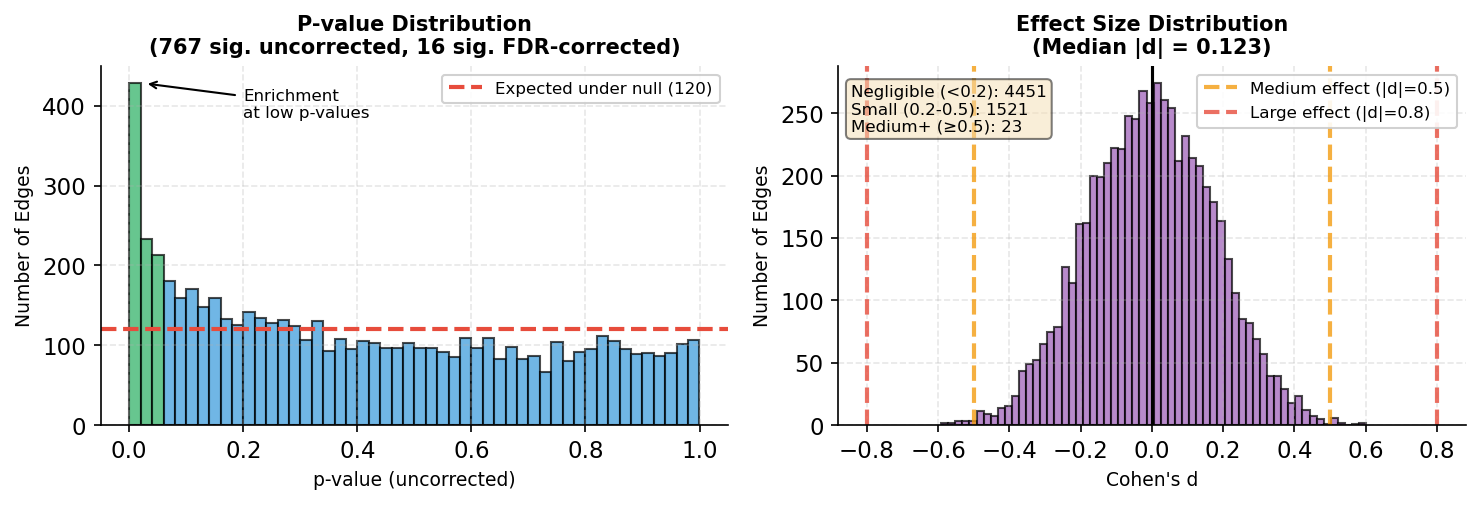 P-value Distribution
(767 sig. uncorrected, 16 sig. FDR-corrected)
Expected under null (120)
Enrichment
at low p-values
Number of Edges
400
300
200
100
0
0.0 0.2 0.4 0.6 0.8 1.0
p-value (uncorrected)
Effect Size Distribution
(Median |d| = 0.123)
Negligible (<0.2): 4451
Small (0.2-0.5): 1521
Medium+ (≥0.5): 23
Medium effect (|d|=0.5)
Large effect (|d|=0.8)
Number of Edges
250
200
150
100
50
0
−0.8 −0.6 −0.4 −0.2 0.0 0.2 0.4 0.6 0.8
Cohen's d